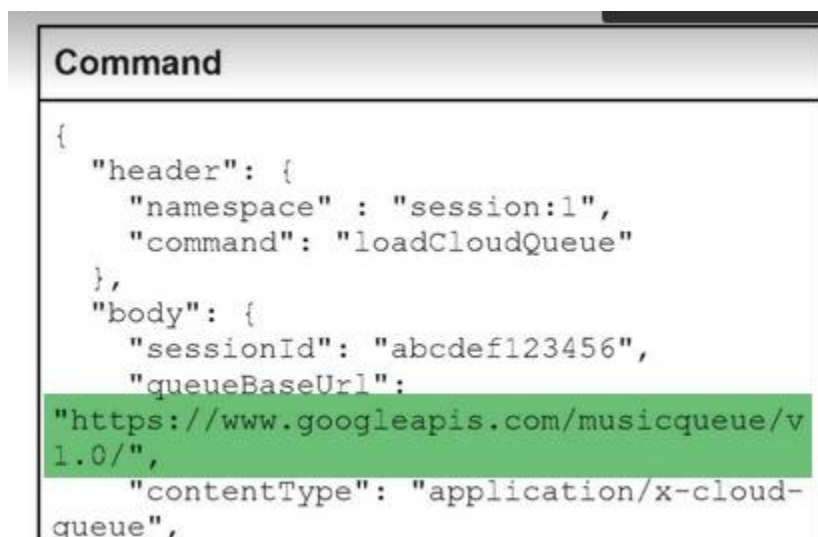 Command
{
"header": {
"namespace" : "session:1",
"command": "loadCloudQueue"
},
"body": {
"sessionId": "abcdef123456",
"queueBaseUrl":
"https://www.googleapis.com/musicqueue/v
1.0/",
"contentType": "application/x-cloud-
queue",